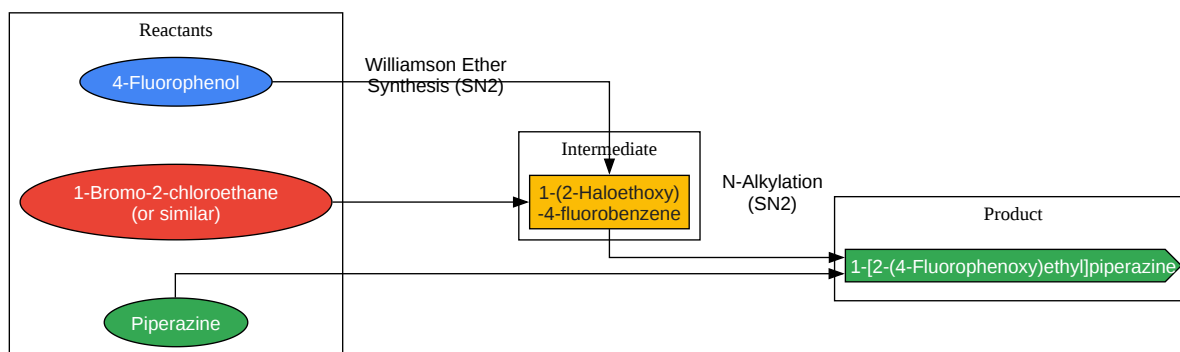 Reactants
4-Fluorophenol
Williamson Ether
Synthesis (SN2)
1-Bromo-2-chloroethane
(or similar)
Intermediate
1-(2-Haloethoxy)
-4-fluorobenzene
N-Alkylation
(SN2)
Product
1-[2-(4-Fluorophenoxy)ethyl]piperazine
Piperazine